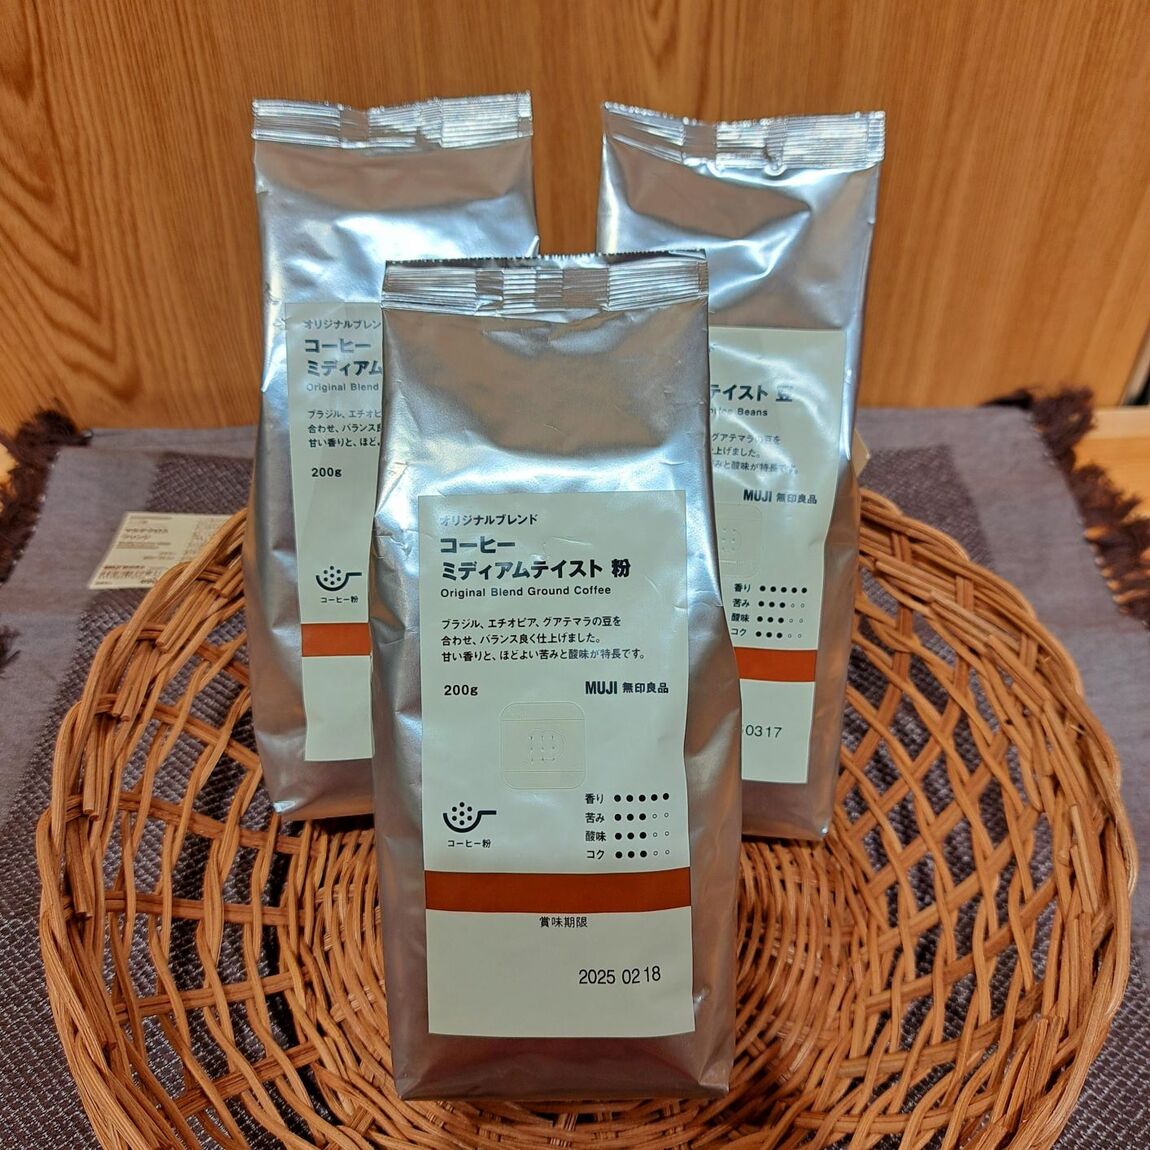 オリジナルブレンド
コーヒー
ミディアムテイスト 粉
Original Blend Ground Coffee
ブラジル、エチオピア、グアテマラの豆を
合わせ、バランス良く仕上げました。
甘い香りと、ほどよい苦みと酸味が特長です。
200g
MUJI 無印良品
香り ●●●●●
苦み ●●●○○
酸味 ●●●○○
コク ●●●○○
コーヒー粉
賞味期限
2025 02 18
オリジナルブレン
コーヒー
ミディアム
Original Blend
ブラジル、エチオピ
合わせ、バランス良
甘い香りと、ほど
200g
コーヒー粉
テイスト 豆
Beans
グアテマラの豆を
上げました。
みと酸味が特長です。
MUJI 無印良品
香り ●●●●●
苦み ●●●○○
酸味 ●●●○○
コク ●●●○○
03 17